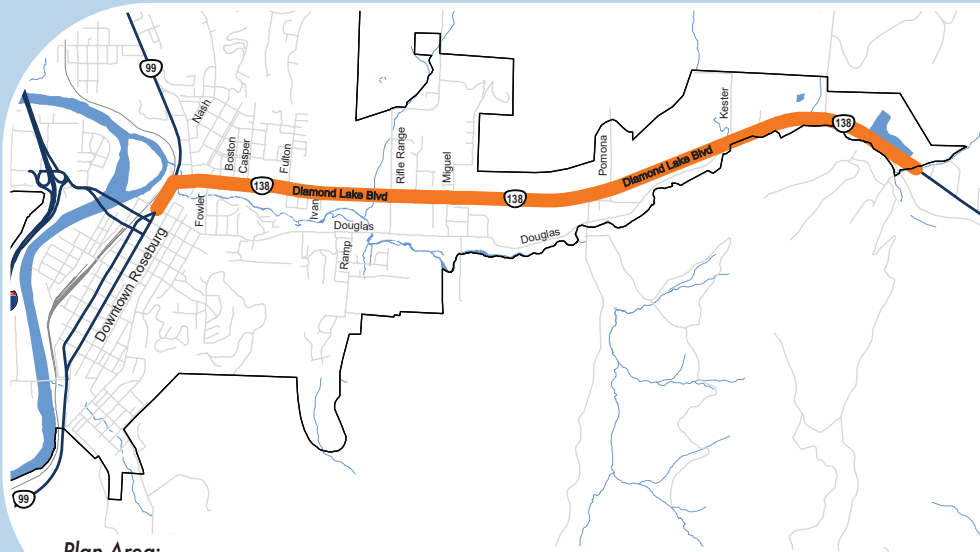 99
Nash
Boston
Casper
Fulton
Rifle Range
Miguel
Pomona
Kester
138
138
Diamond Lake Blvd
138
Diamond Lake Blvd
Fowler
Ivan
Douglas
Douglas
Ramp
Downtown Roseburg
99
Plan Area: